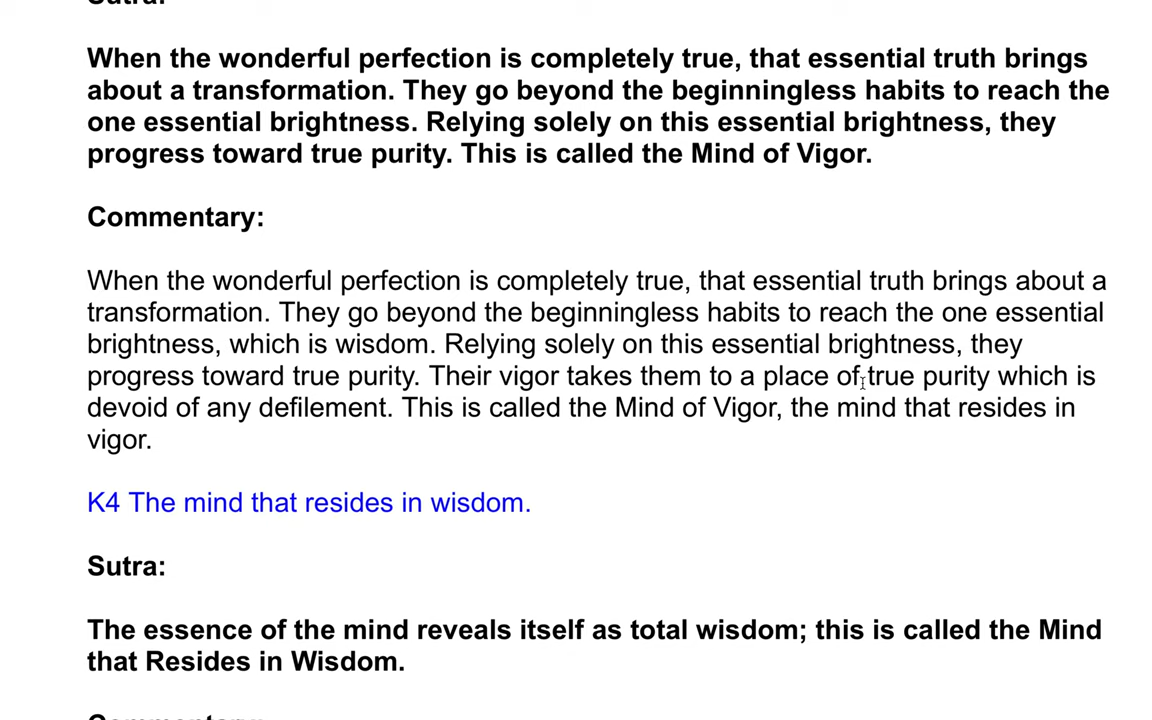 Sutra:
When the wonderful perfection is completely true, that essential truth brings
about a transformation. They go beyond the beginningless habits to reach the
one essential brightness. Relying solely on this essential brightness, they
progress toward true purity. This is called the Mind of Vigor.
Commentary:
When the wonderful perfection is completely true, that essential truth brings about a
transformation. They go beyond the beginningless habits to reach the one essential
brightness, which is wisdom. Relying solely on this essential brightness, they
progress toward true purity. Their vigor takes them to a place of true purity which is
devoid of any defilement. This is called the Mind of Vigor, the mind that resides in
vigor.
K4 The mind that resides in wisdom.
Sutra:
The essence of the mind reveals itself as total wisdom; this is called the Mind
that Resides in Wisdom.
Commentary: